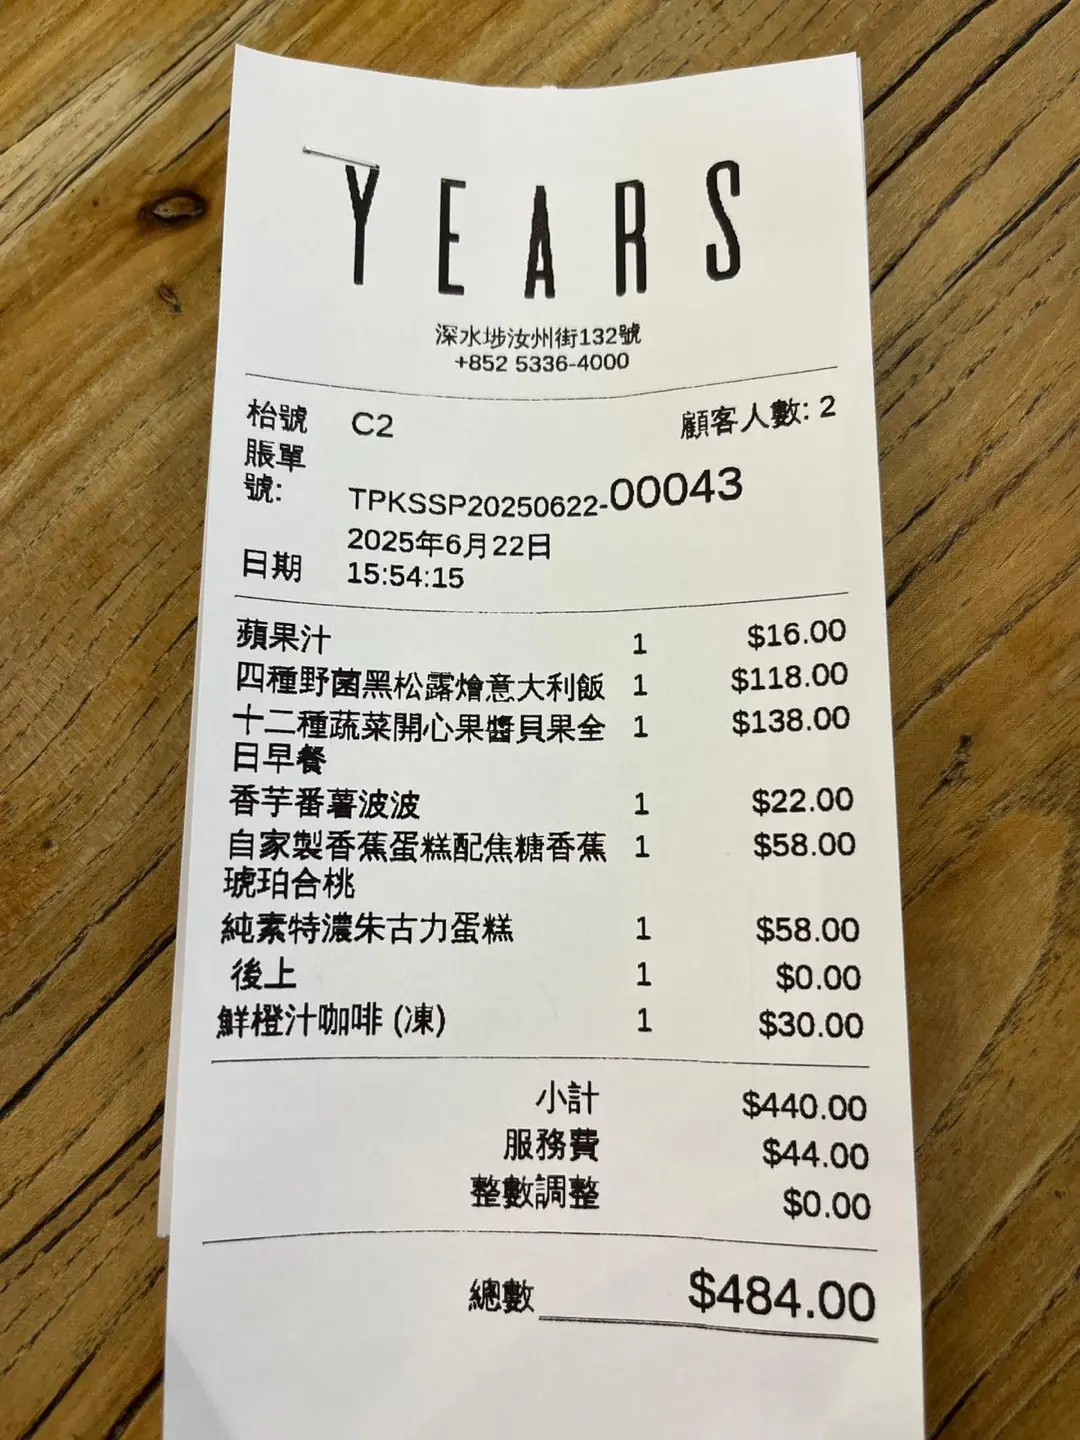 YEARS
深水埗汝州街132號
+852 5336-4000
枱號 C2 顧客人數: 2
賬單
號: TPKSSP20250622-00043
2025年6月22日
日期 15:54:15
蘋果汁 1 $16.00
四種野菌黑松露燴意大利飯 1 $118.00
十二種蔬菜開心果醬貝果全 1 $138.00
日早餐
香芋番薯波波 1 $22.00
自家製香蕉蛋糕配焦糖香蕉 1 $58.00
琥珀合桃
純素特濃朱古力蛋糕 1 $58.00
後上 1 $0.00
鮮橙汁咖啡 (凍) 1 $30.00
小計 $440.00
服務費 $44.00
整數調整 $0.00
總數 $484.00